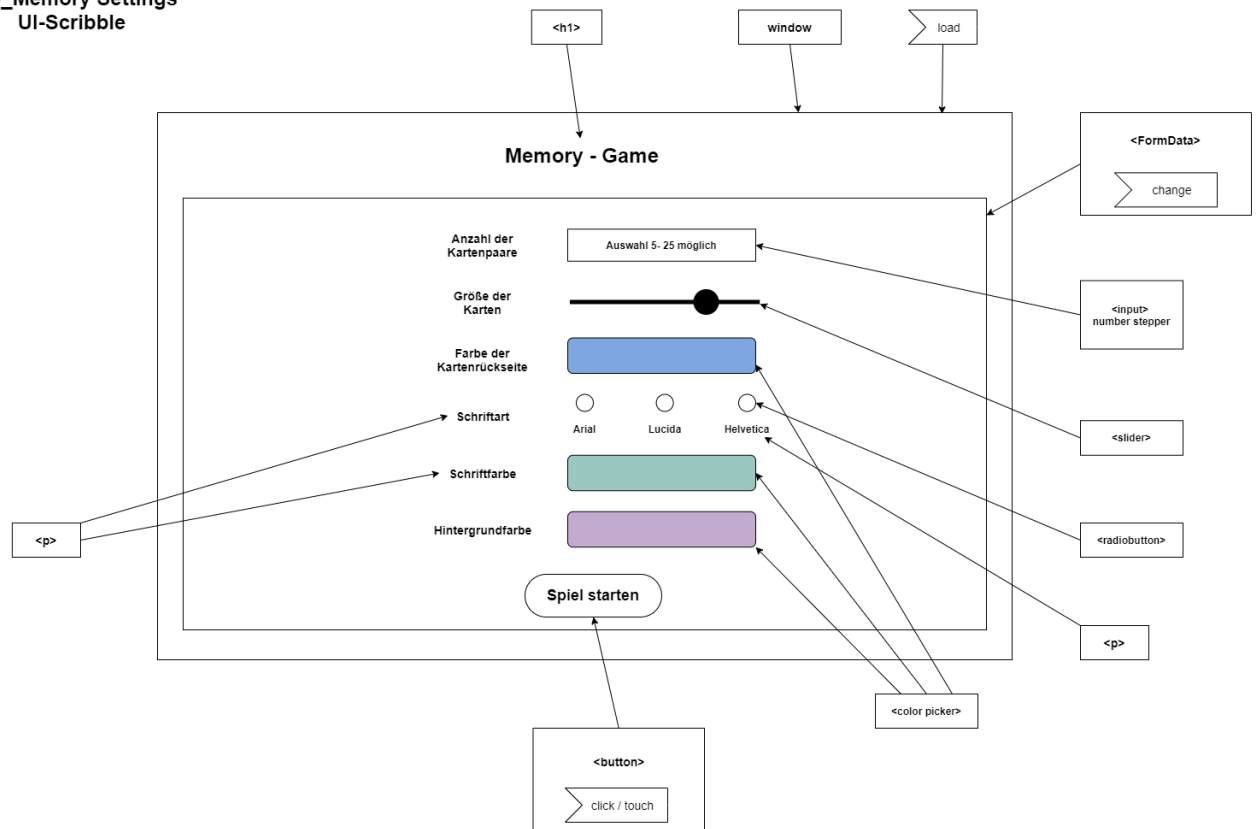 _Memory Settings
UI-Scribble
<h1>
window
load
Memory - Game
<FormData>
change
Anzahl der
Kartenpaare
Auswahl 5- 25 möglich
Größe der
Karten
<input>
number stepper
Farbe der
Kartenrückseite
Schriftart
Arial
Lucida
Helvetica
<slider>
Schriftfarbe
<p>
Hintergrundfarbe
<radiobutton>
Spiel starten
<p>
<color picker>
<button>
click / touch